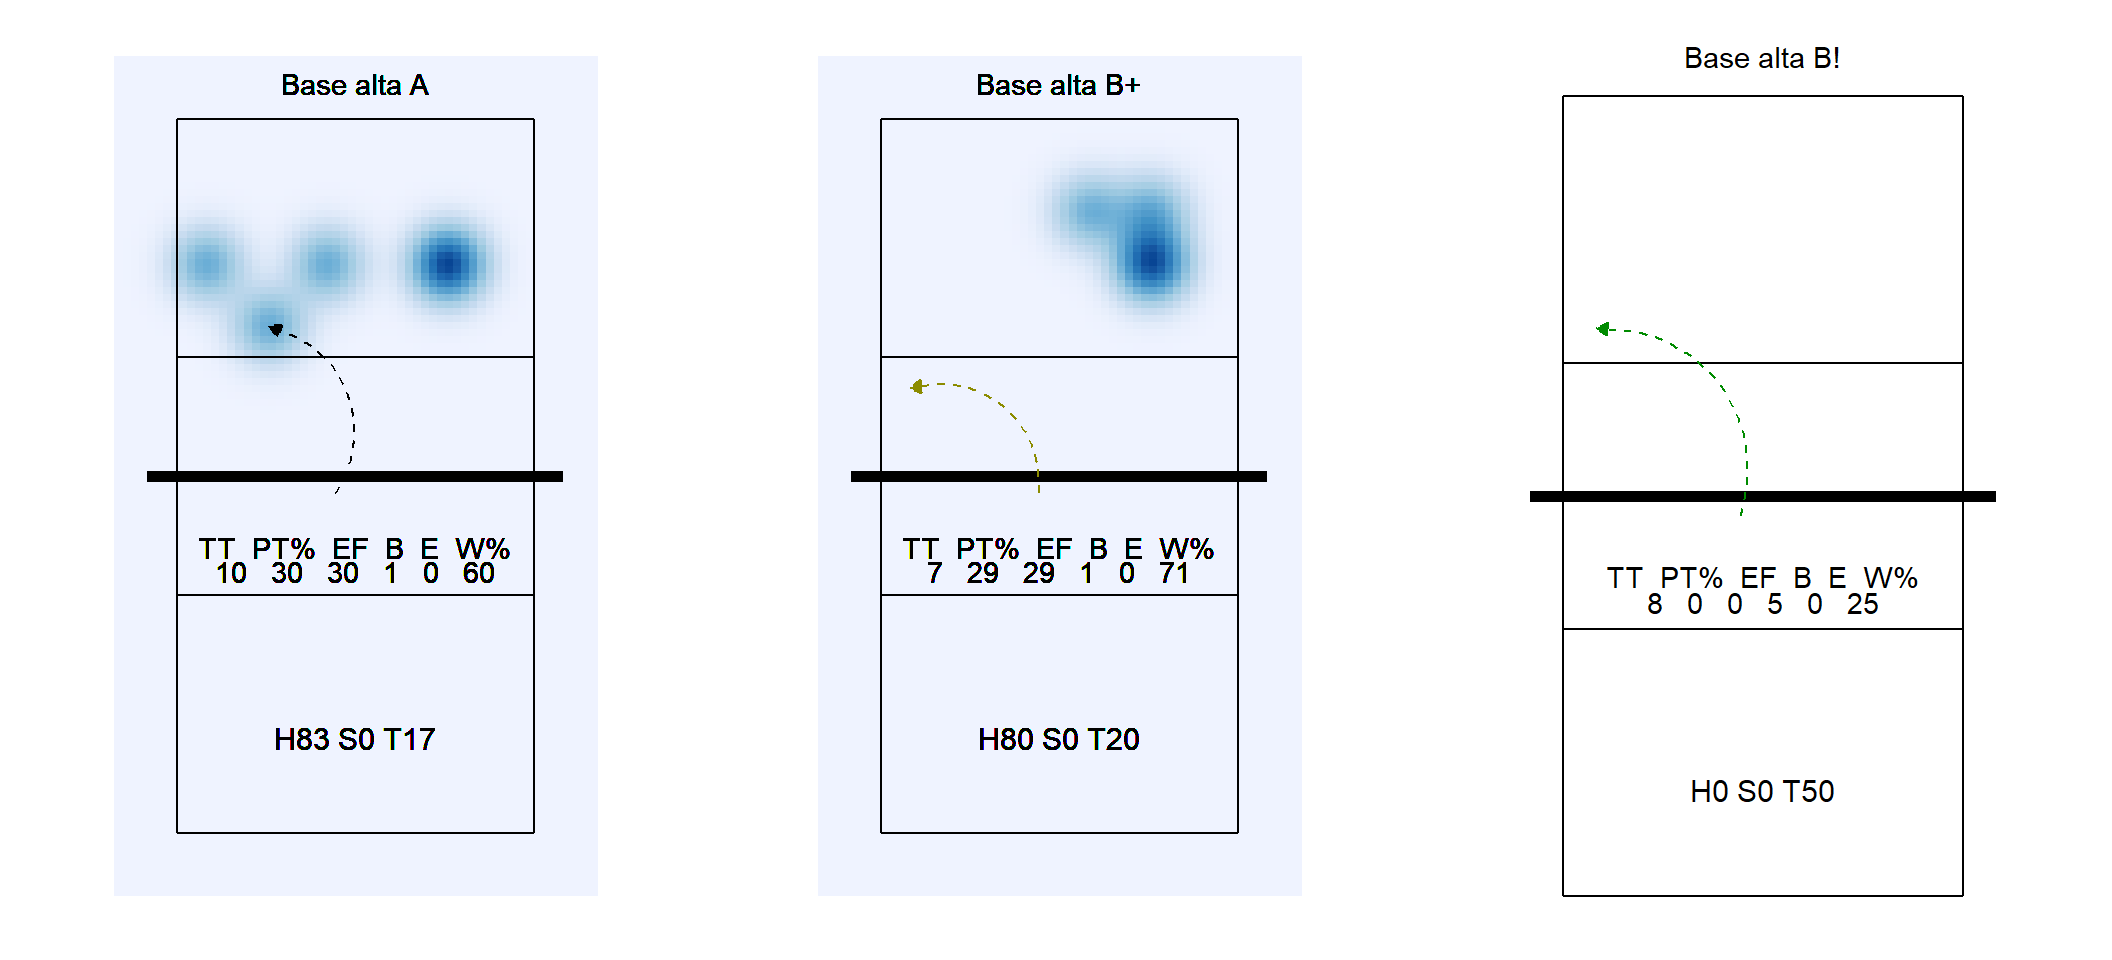 Base alta A
TT PT% EF B E W%
10 30 30 1 0 60
H83 S0 T17
Base alta B+
TT PT% EF B E W%
7 29 29 1 0 71
H80 S0 T20
Base alta B!
TT PT% EF B E W%
8 0 0 5 0 25
H0 S0 T50